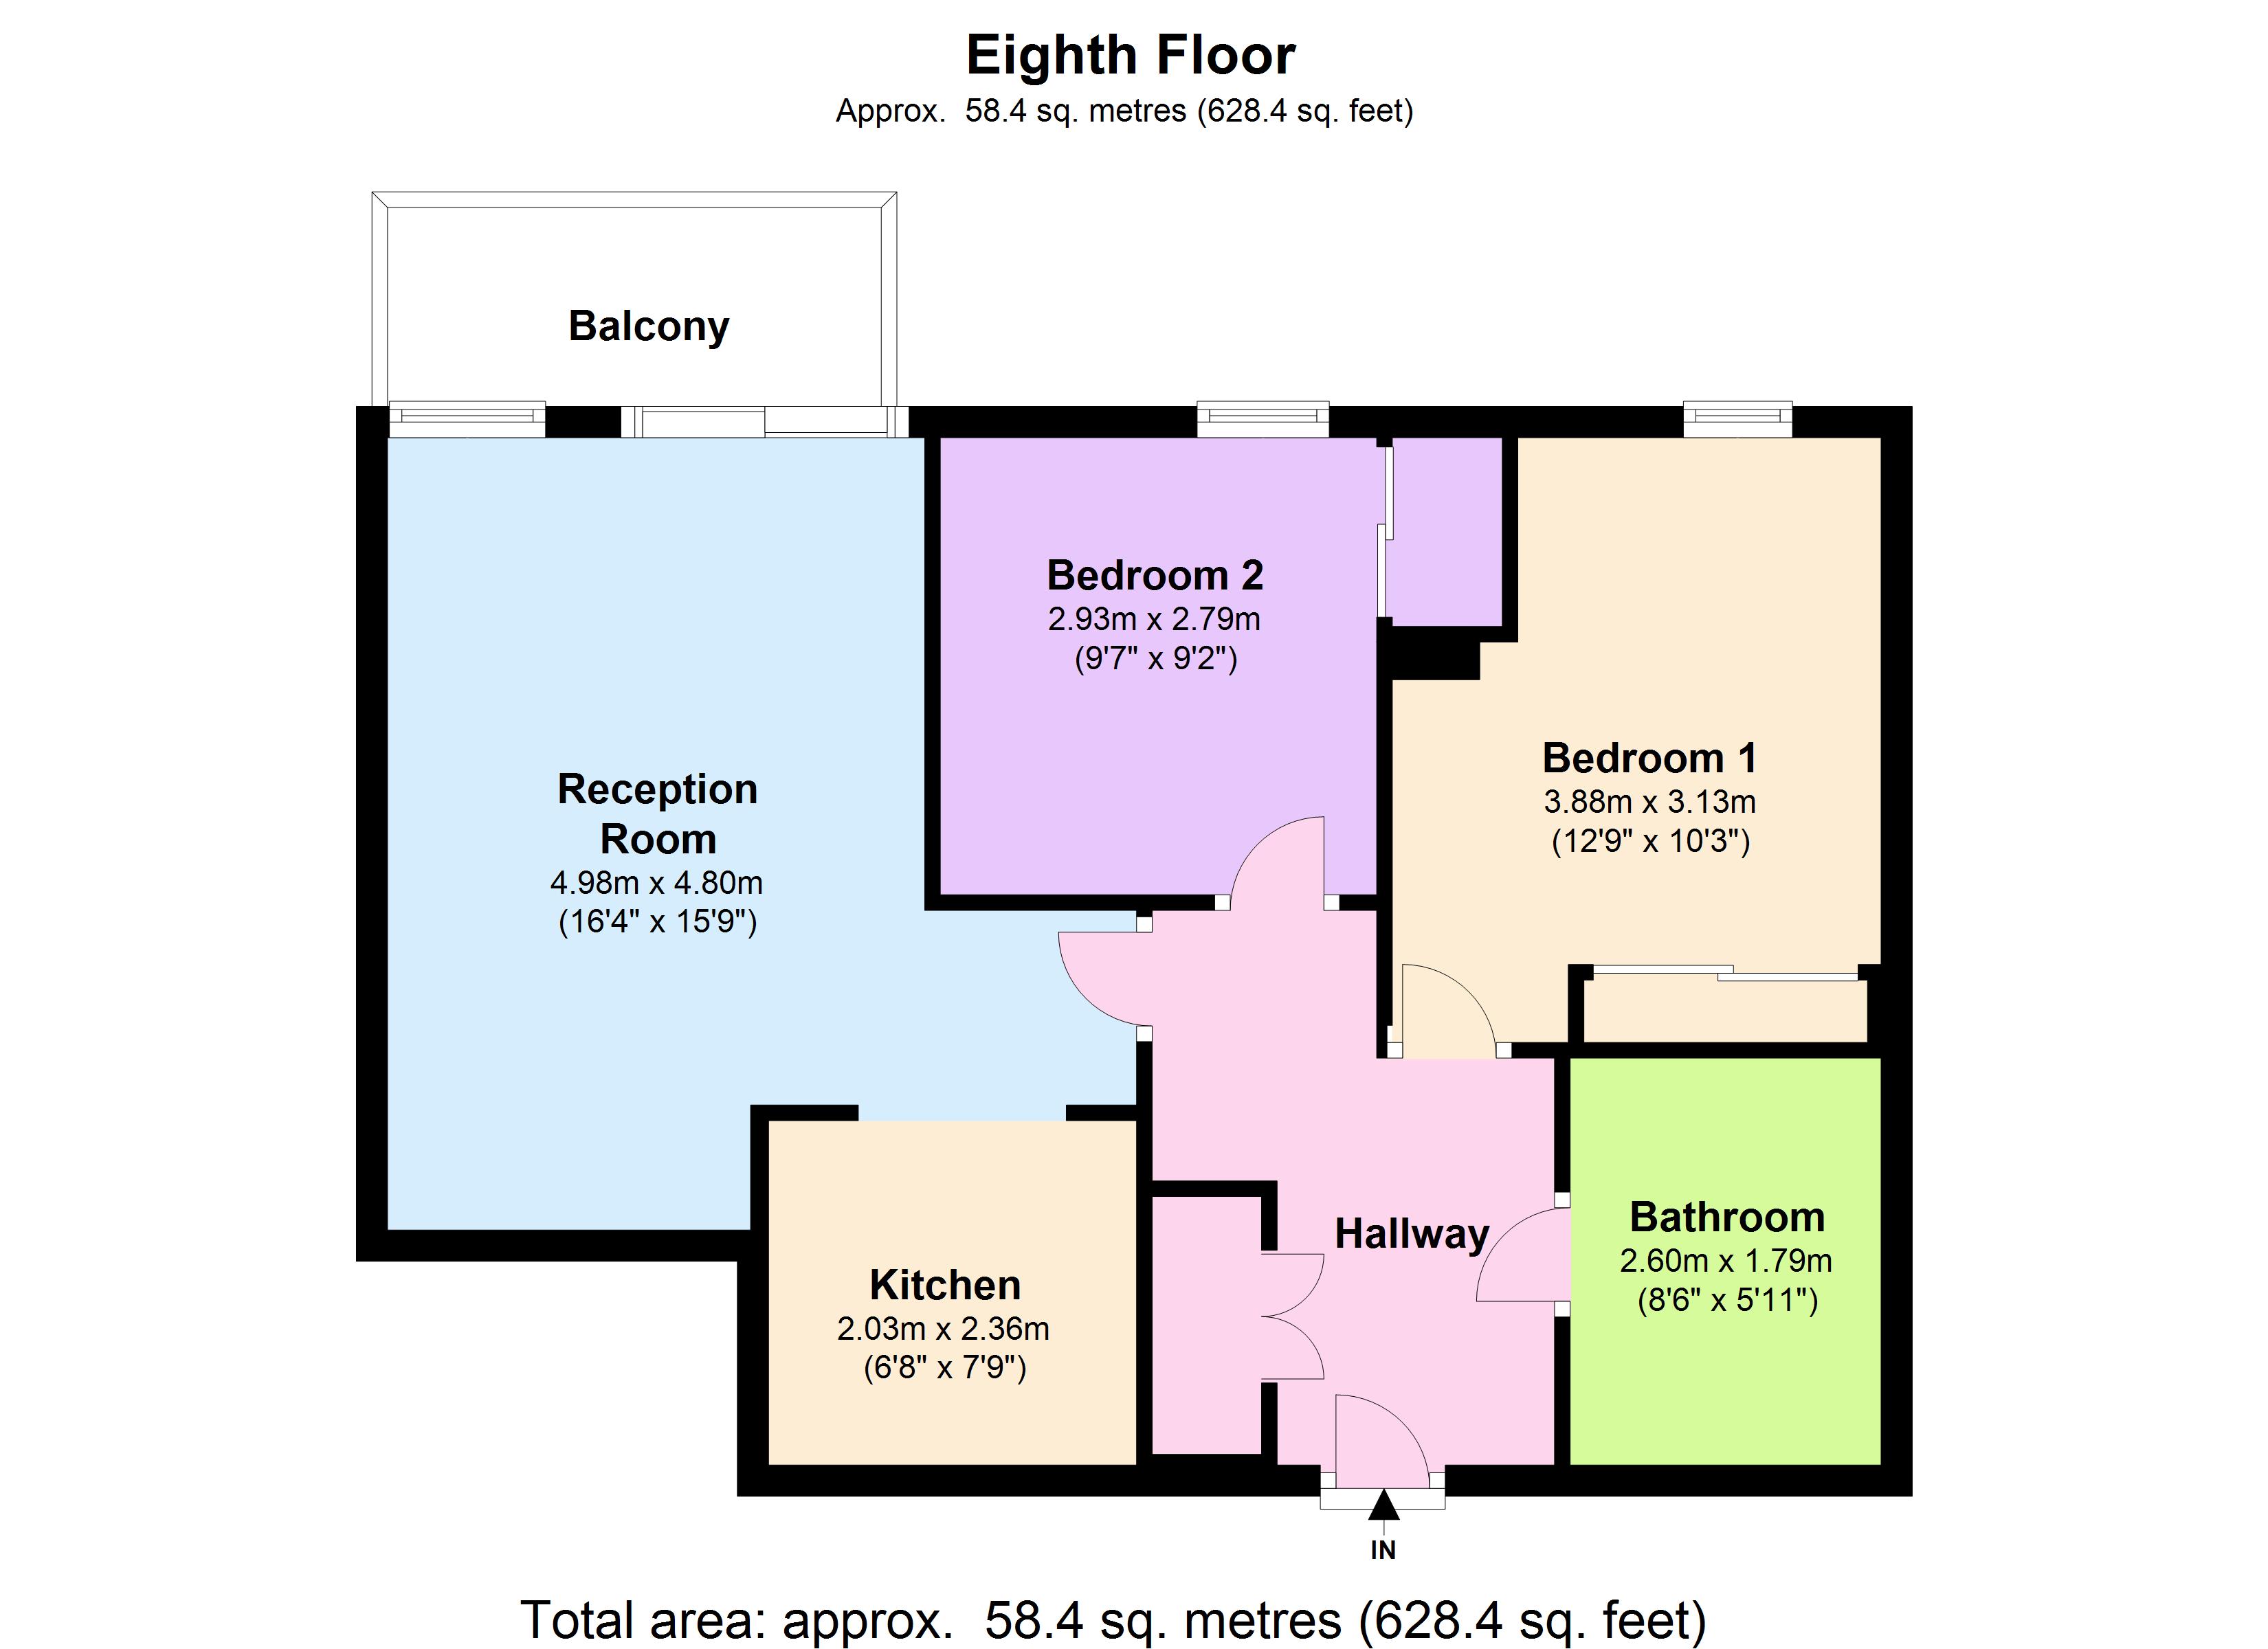 Eighth Floor
Approx.  58.4 sq. metres (628.4 sq. feet)
Balcony
Bedroom 2
2.93m x 2.79m
(9'7" x 9'2")
Bedroom 1
3.88m x 3.13m
(12'9" x 10'3")
Reception
Room
4.98m x 4.80m
(16'4" x 15'9")
Hallway
Bathroom
2.60m x 1.79m
(8'6" x 5'11")
Kitchen
2.03m x 2.36m
(6'8" x 7'9")
IN
Total area: approx.  58.4 sq. metres (628.4 sq. feet)